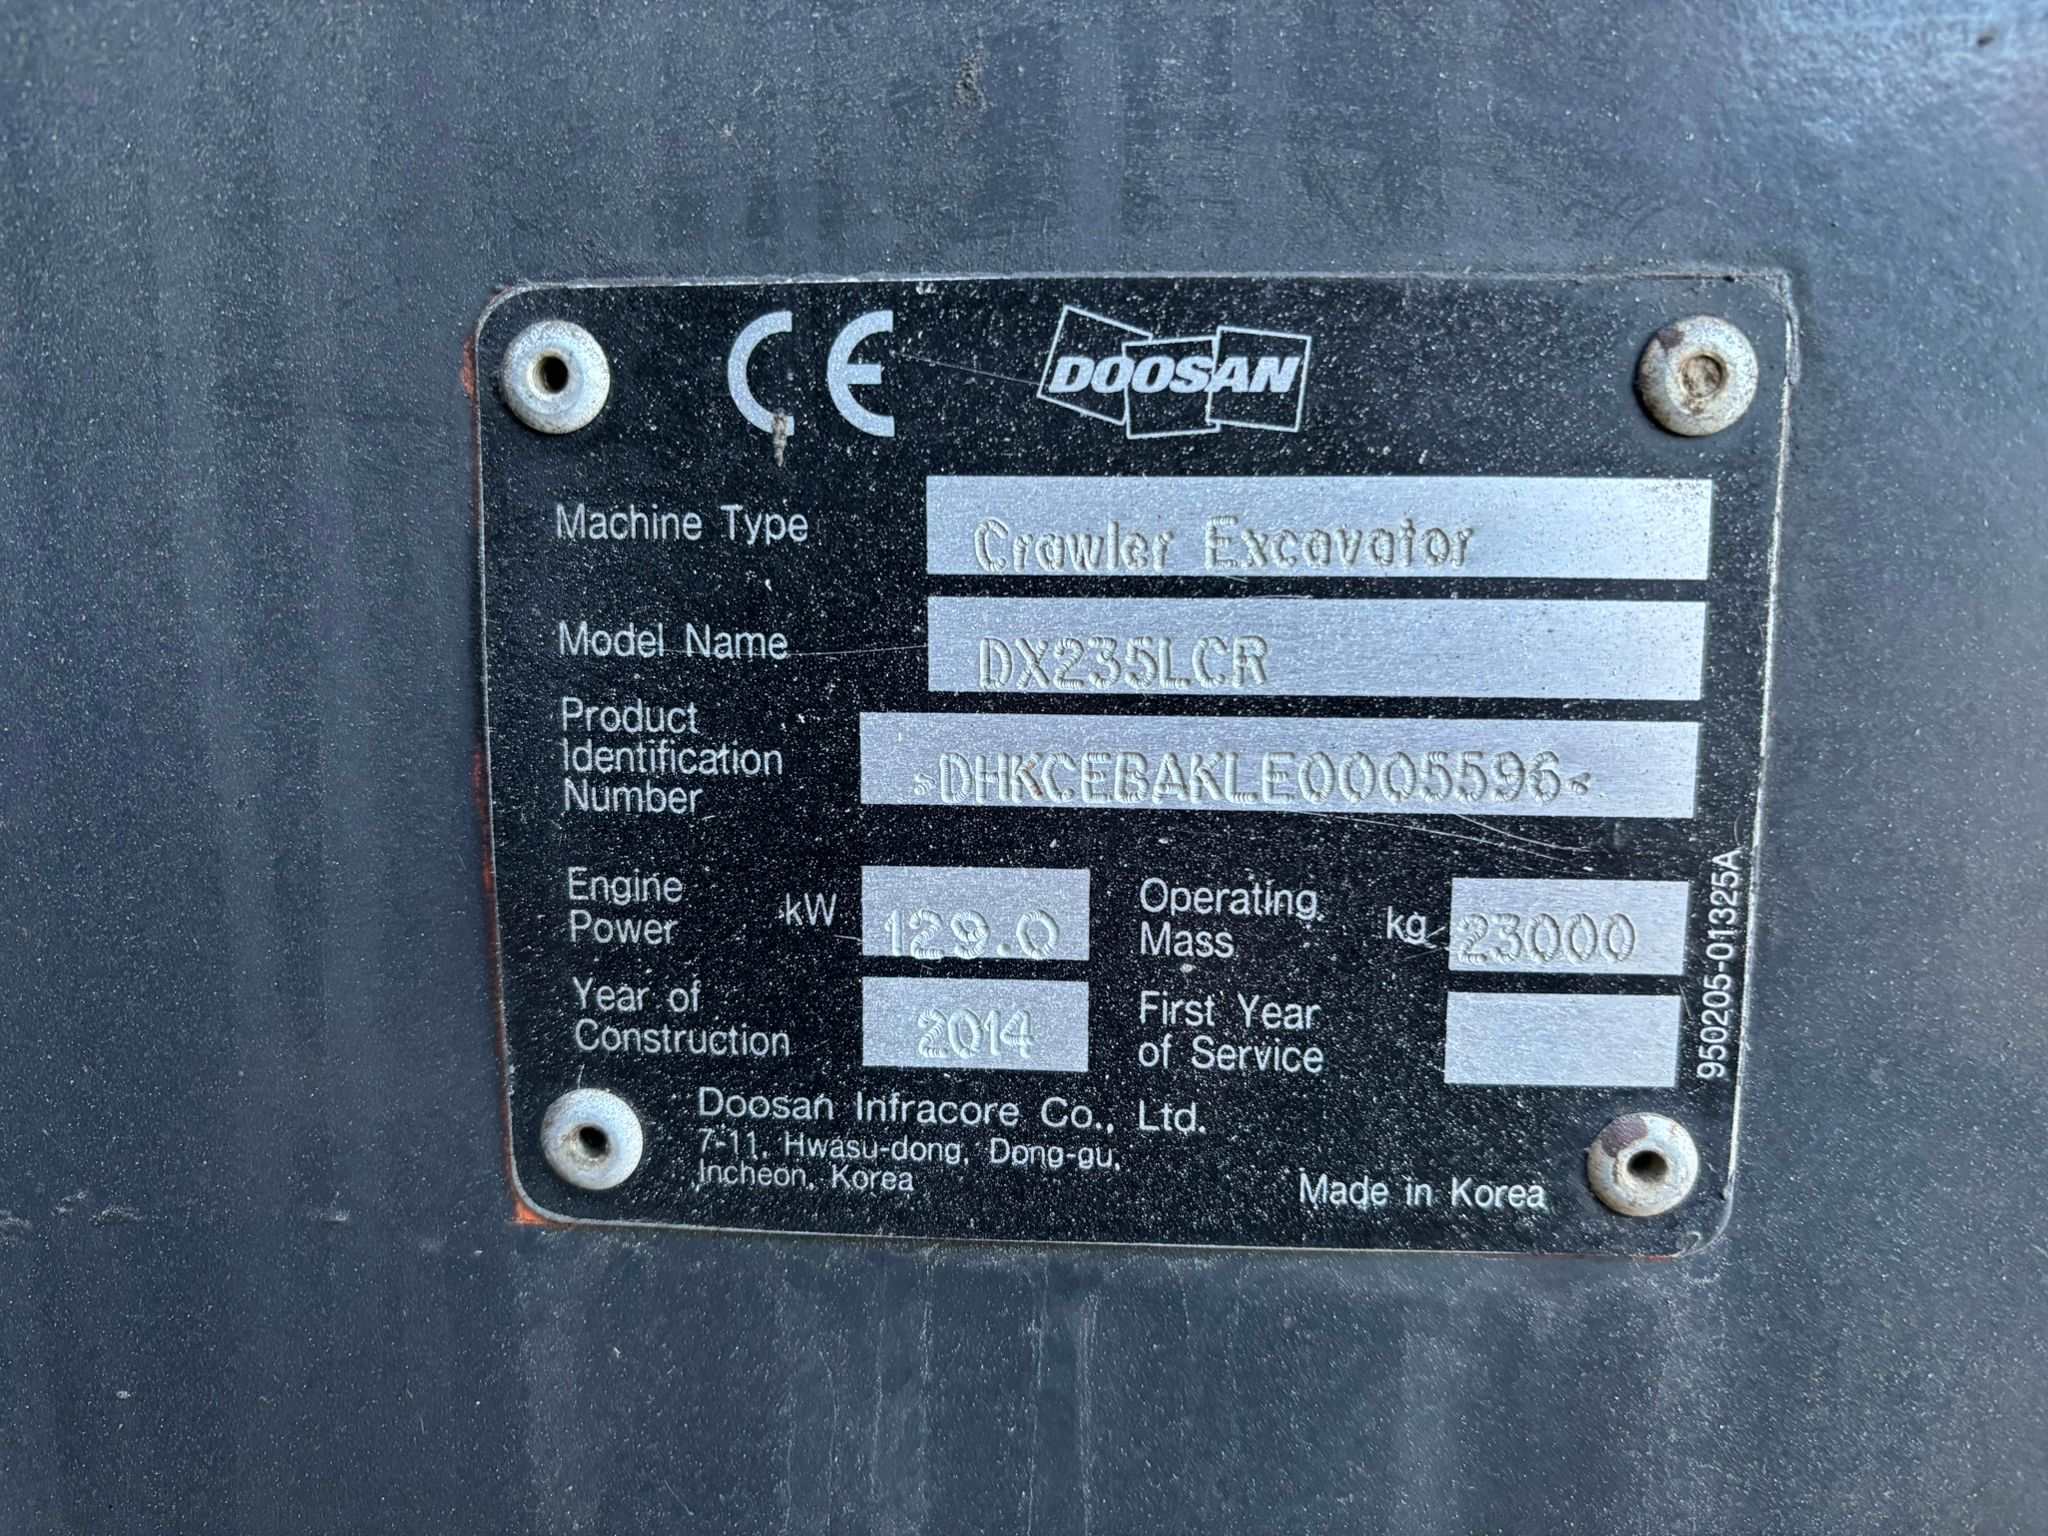 CE DOOSAN
Machine Type Crawler Excavator
Model Name DX235LCR
Product
Identification
Number
*DHKCEBAKLE0005596*
Engine
Power kW 129.0
Operating
Mass kg 23000
Year of
Construction 2014
First Year
of Service
Doosan Infracore Co., Ltd.
7-11, Hwasu-dong, Dong-gu,
Incheon, Korea
Made in Korea
950205-01325A